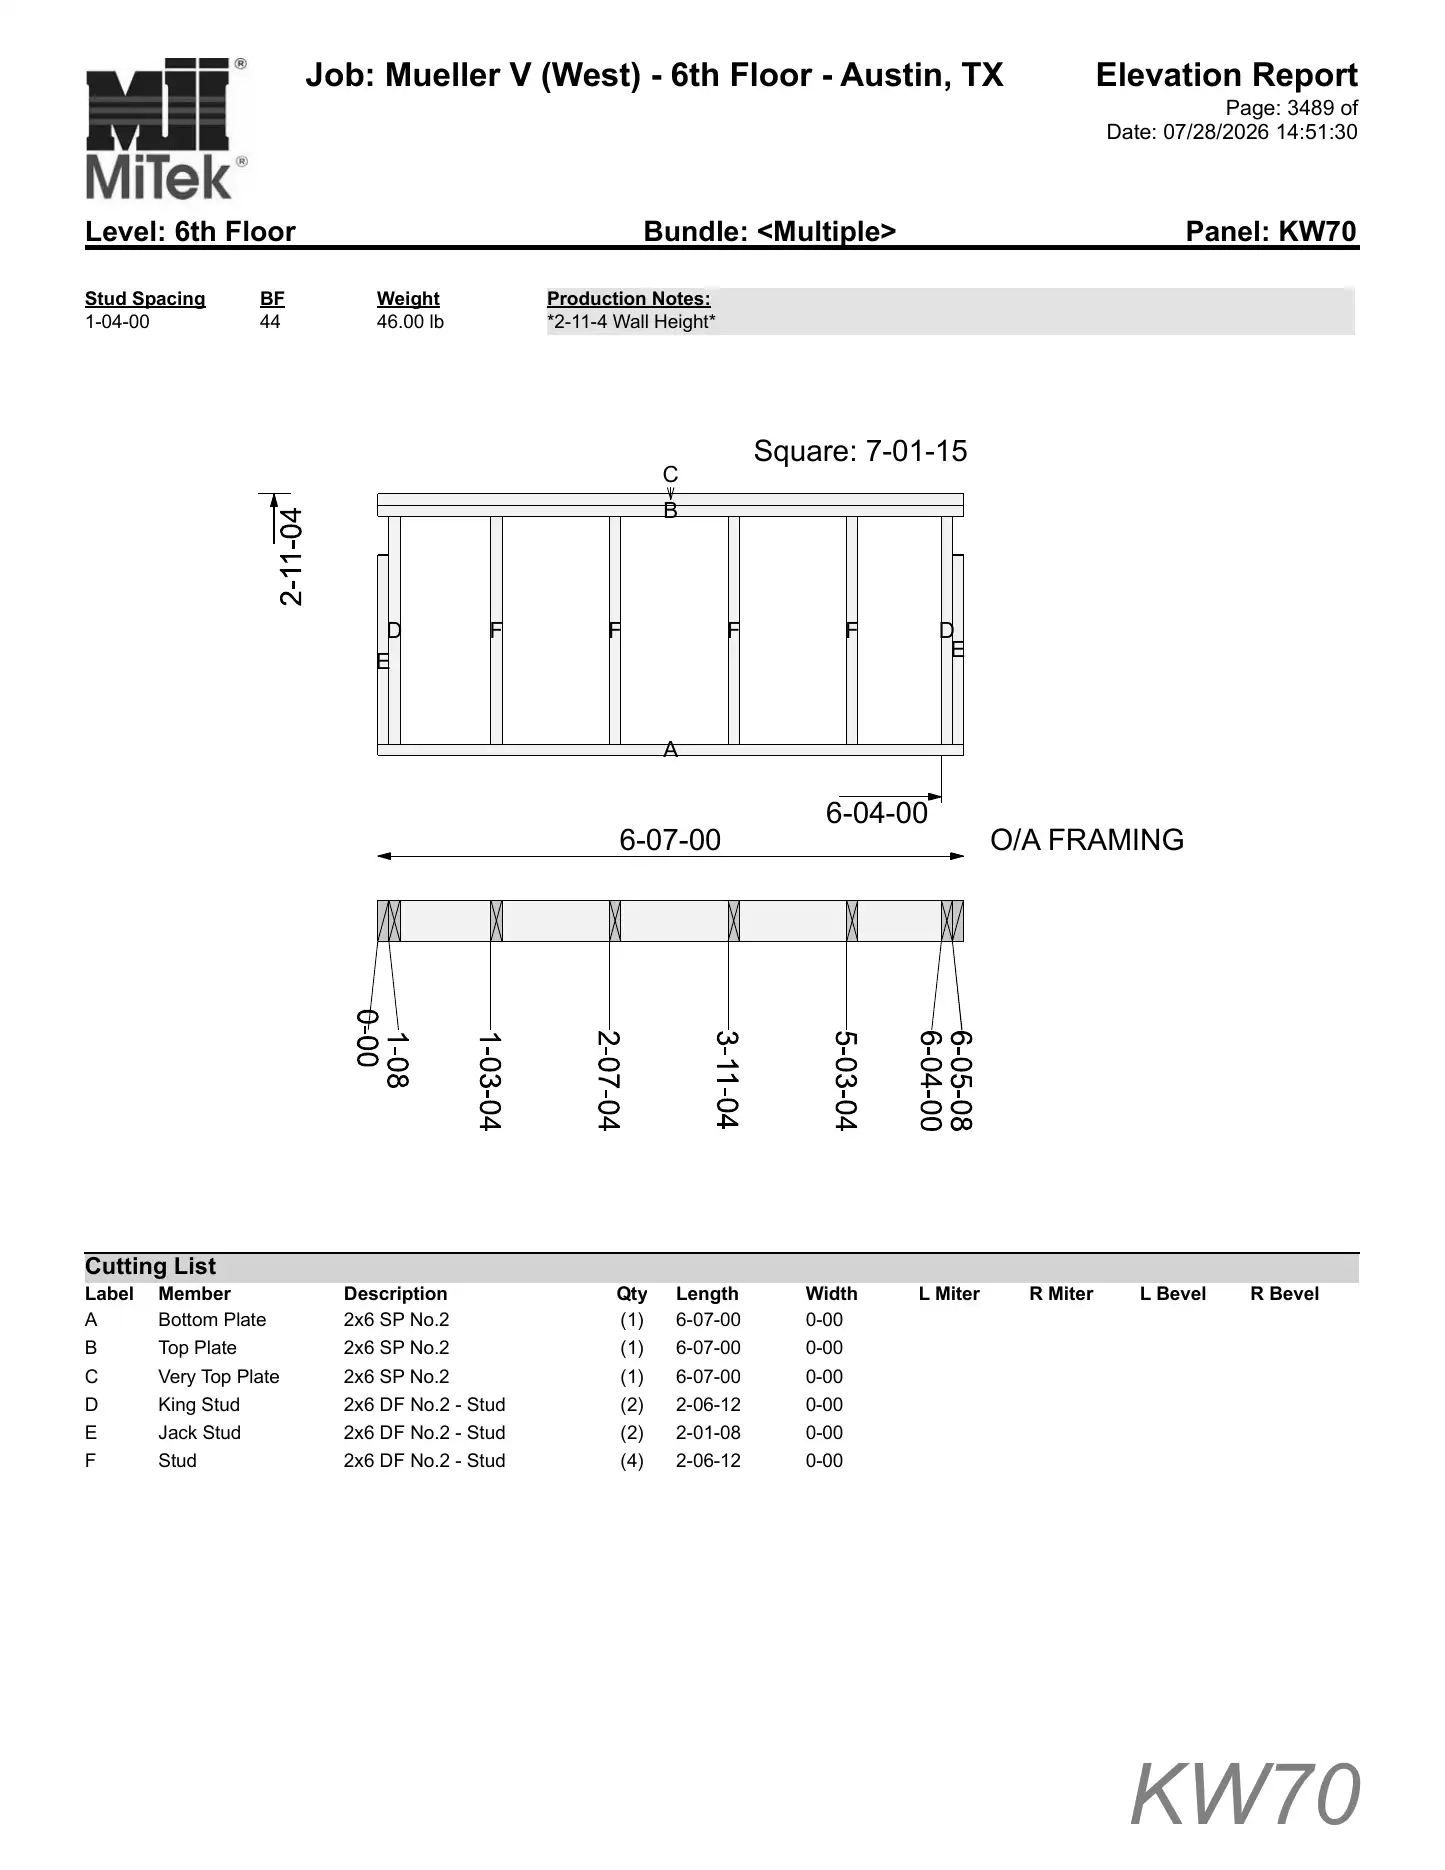 MiTek®
Job: Mueller V (West) - 6th Floor - Austin, TX
Elevation Report
Page: 3489 of
Date: 07/28/2026 14:51:30
Level: 6th Floor Bundle: <Multiple> Panel: KW70
Stud Spacing BF Weight Production Notes:
1-04-00 44 46.00 lb *2-11-4 Wall Height*
Square: 7-01-15
C
B
2-11-04
D F F F F D
E E
A
6-04-00
6-07-00 O/A FRAMING
0-00 1-08 1-03-04 2-07-04 3-11-04 5-03-04 6-04-00 6-05-08
Cutting List
Label Member Description Qty Length Width L Miter R Miter L Bevel R Bevel
A Bottom Plate 2x6 SP No.2 (1) 6-07-00 0-00
B Top Plate 2x6 SP No.2 (1) 6-07-00 0-00
C Very Top Plate 2x6 SP No.2 (1) 6-07-00 0-00
D King Stud 2x6 DF No.2 - Stud (2) 2-06-12 0-00
E Jack Stud 2x6 DF No.2 - Stud (2) 2-01-08 0-00
F Stud 2x6 DF No.2 - Stud (4) 2-06-12 0-00
KW70